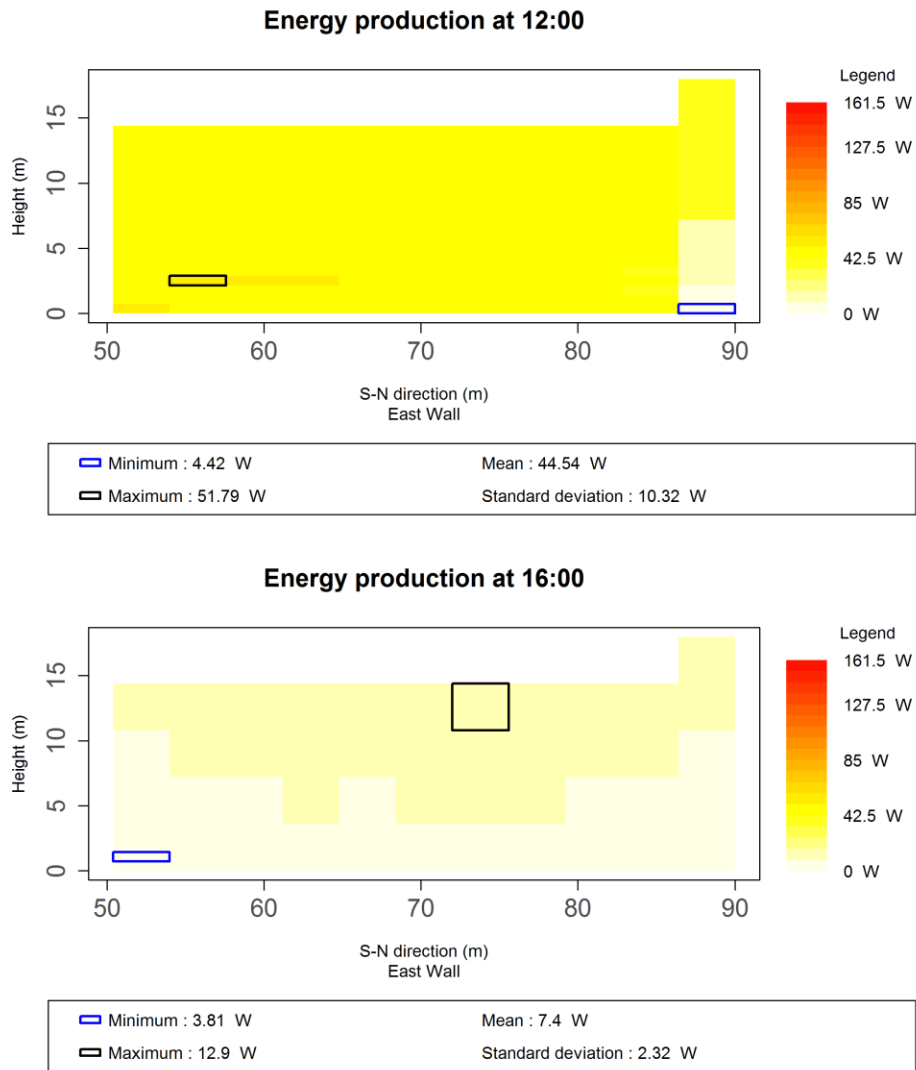 Energy production at 12:00
Legend
161.5 W
127.5 W
85 W
42.5 W
0 W
Height (m)
15
10
5
0
50 60 70 80 90
S-N direction (m)
East Wall
Minimum : 4.42 W Mean : 44.54 W
Maximum : 51.79 W Standard deviation : 10.32 W
Energy production at 16:00
Legend
161.5 W
127.5 W
85 W
42.5 W
0 W
Height (m)
15
10
5
0
50 60 70 80 90
S-N direction (m)
East Wall
Minimum : 3.81 W Mean : 7.4 W
Maximum : 12.9 W Standard deviation : 2.32 W